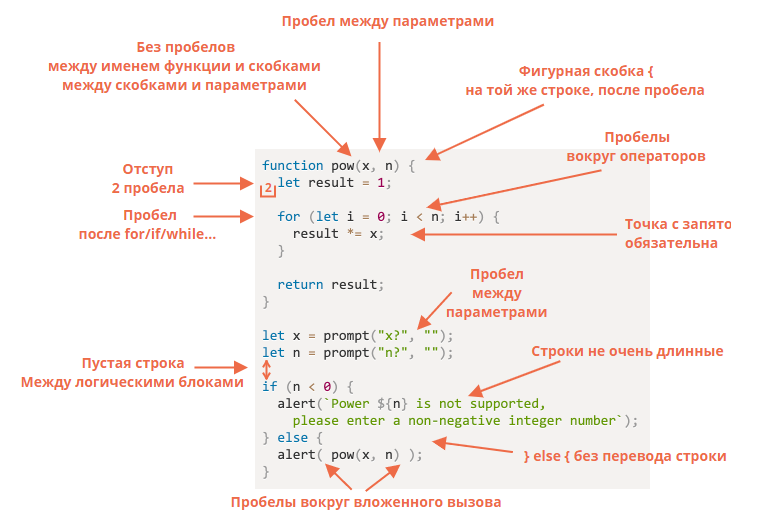 Пробел между параметрами
Без пробелов
между именем функции и скобками
между скобками и параметрами
Фигурная скобка {
на той же строке, после пробела
Пробелы
вокруг операторов
Отступ
2 пробела
Пробел
после for/if/while...
function pow(x, n) {
2
let result = 1;
for (let i = 0; i < n; i++) {
result *= x;
}
return result;
}
Точка с запято
обязательна
Пробел
между
параметрами
let x = prompt("x?", "");
let n = prompt("n?", "");
Строки не очень длинные
Пустая строка
Между логическими блоками
if (n < 0) {
alert(`Power ${n} is not supported,
please enter a non-negative integer number`);
} else {
alert( pow(x, n) );
}
} else { без перевода строки
Пробелы вокруг вложенного вызова